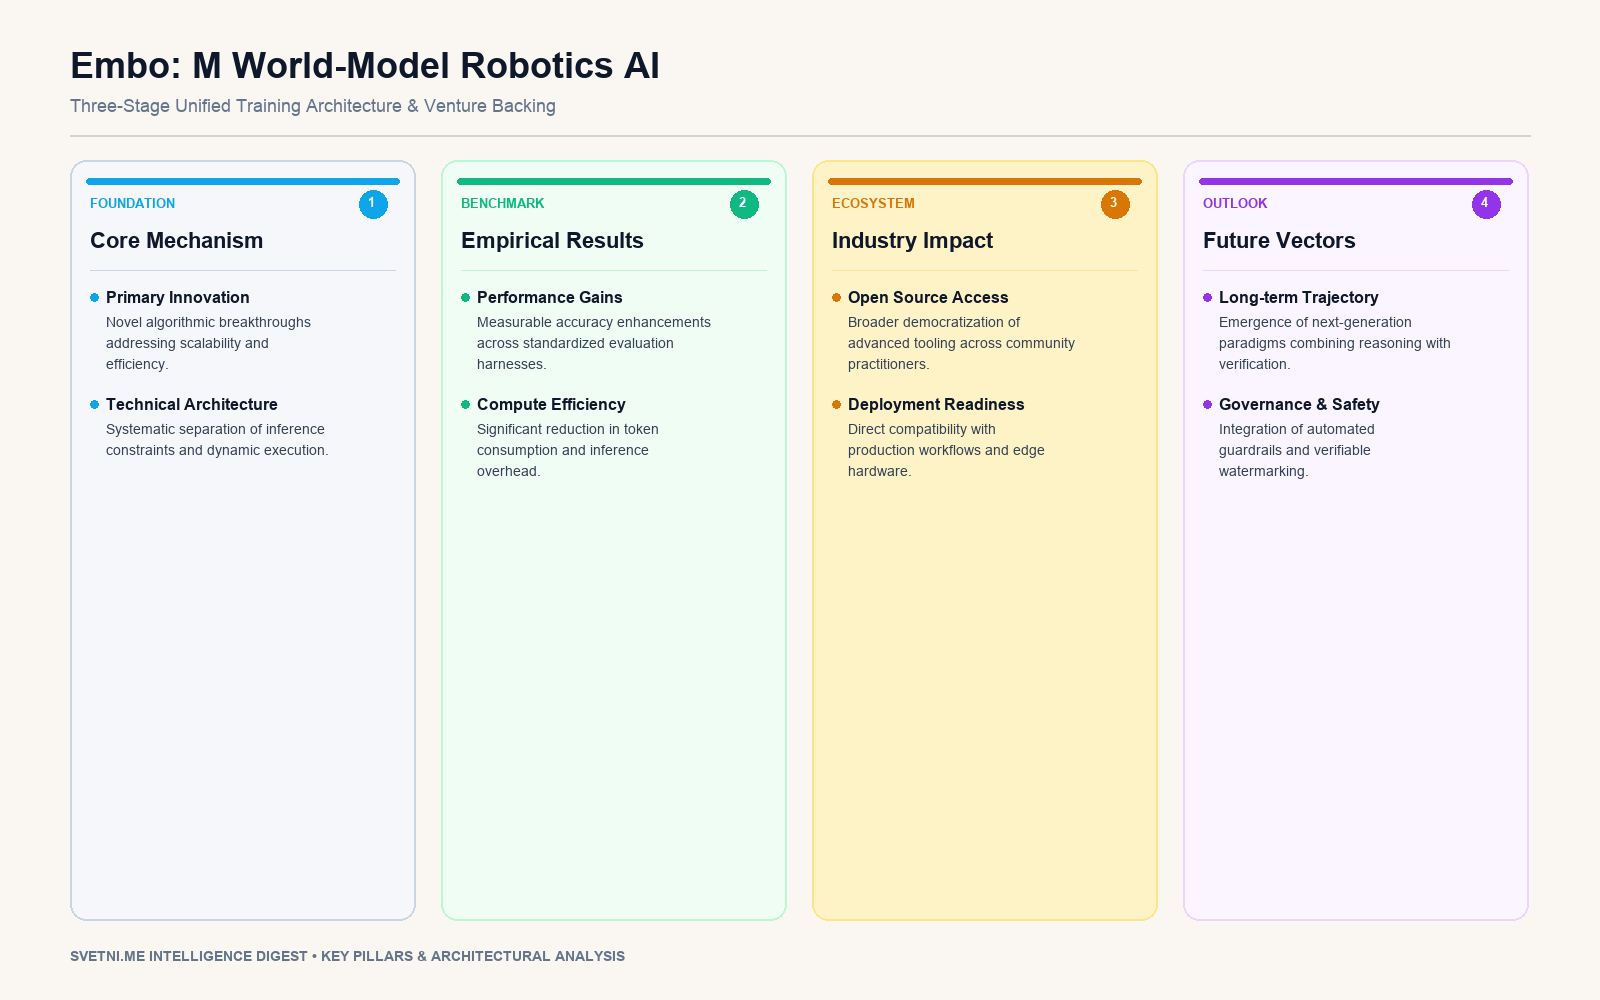 Embo: M World-Model Robotics AI
Three-Stage Unified Training Architecture & Venture Backing
FOUNDATION
1
Core Mechanism
Primary Innovation
Novel algorithmic breakthroughs
addressing scalability and
efficiency.
Technical Architecture
Systematic separation of inference
constraints and dynamic execution.
BENCHMARK
2
Empirical Results
Performance Gains
Measurable accuracy enhancements
across standardized evaluation
harnesses.
Compute Efficiency
Significant reduction in token
consumption and inference
overhead.
ECOSYSTEM
3
Industry Impact
Open Source Access
Broader democratization of
advanced tooling across community
practitioners.
Deployment Readiness
Direct compatibility with
production workflows and edge
hardware.
OUTLOOK
4
Future Vectors
Long-term Trajectory
Emergence of next-generation
paradigms combining reasoning with
verification.
Governance & Safety
Integration of automated
guardrails and verifiable
watermarking.
SVETNI.ME INTELLIGENCE DIGEST • KEY PILLARS & ARCHITECTURAL ANALYSIS